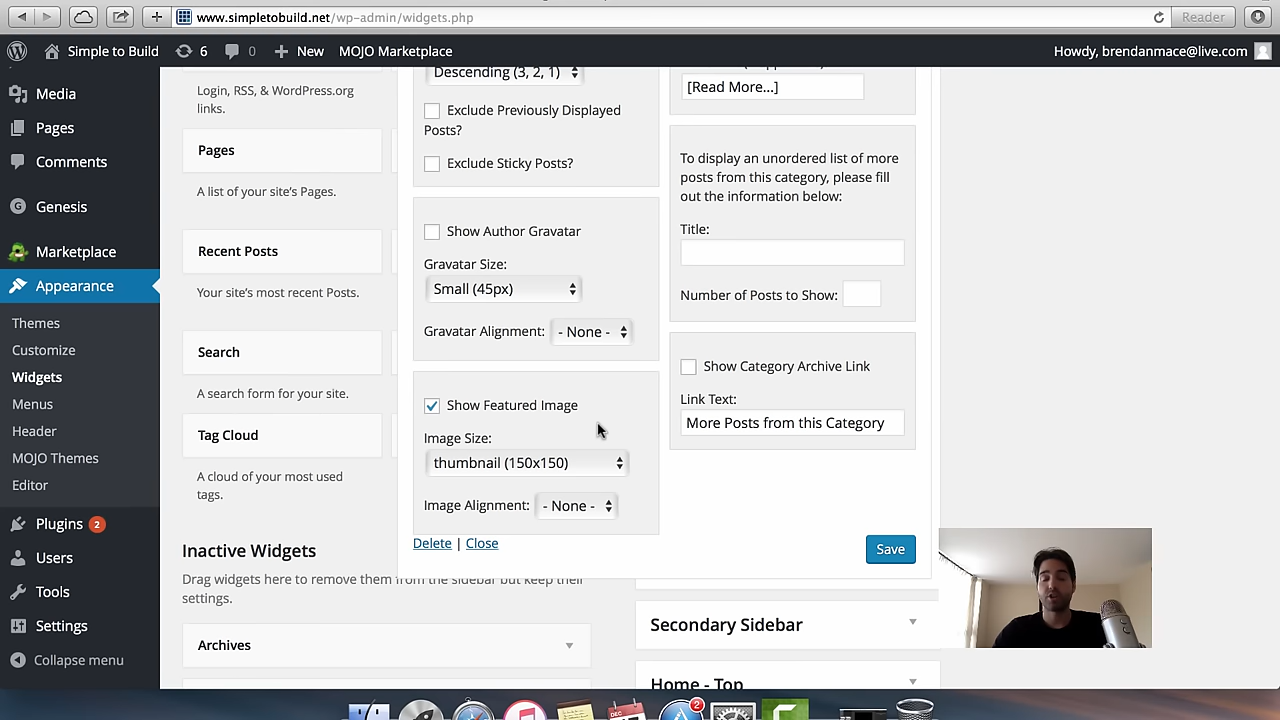 www.simpletobuild.net/wp-admin/widgets.php
Reader
Simple to Build
6
0
New
MOJO Marketplace
Howdy, brendanmace@live.com
Media
Pages
Comments
Genesis
Marketplace
Appearance
Themes
Customize
Widgets
Menus
Header
MOJO Themes
Editor
Plugins 2
Users
Tools
Settings
Collapse menu
Login, RSS, & WordPress.org
links.
Pages
A list of your site's Pages.
Recent Posts
Your site's most recent Posts.
Search
A search form for your site.
Tag Cloud
A cloud of your most used
tags.
Inactive Widgets
Drag widgets here to remove them from the sidebar but keep their
settings.
Archives
Descending (3, 2, 1)
Exclude Previously Displayed
Posts?
Exclude Sticky Posts?
Show Author Gravatar
Gravatar Size:
Small (45px)
Gravatar Alignment: - None -
Show Featured Image
Image Size:
thumbnail (150x150)
Image Alignment: - None -
Delete | Close
[Read More...]
To display an unordered list of more
posts from this category, please fill
out the information below:
Title:
Number of Posts to Show:
Show Category Archive Link
Link Text:
More Posts from this Category
Save
Secondary Sidebar
Home - Top
DEC
2